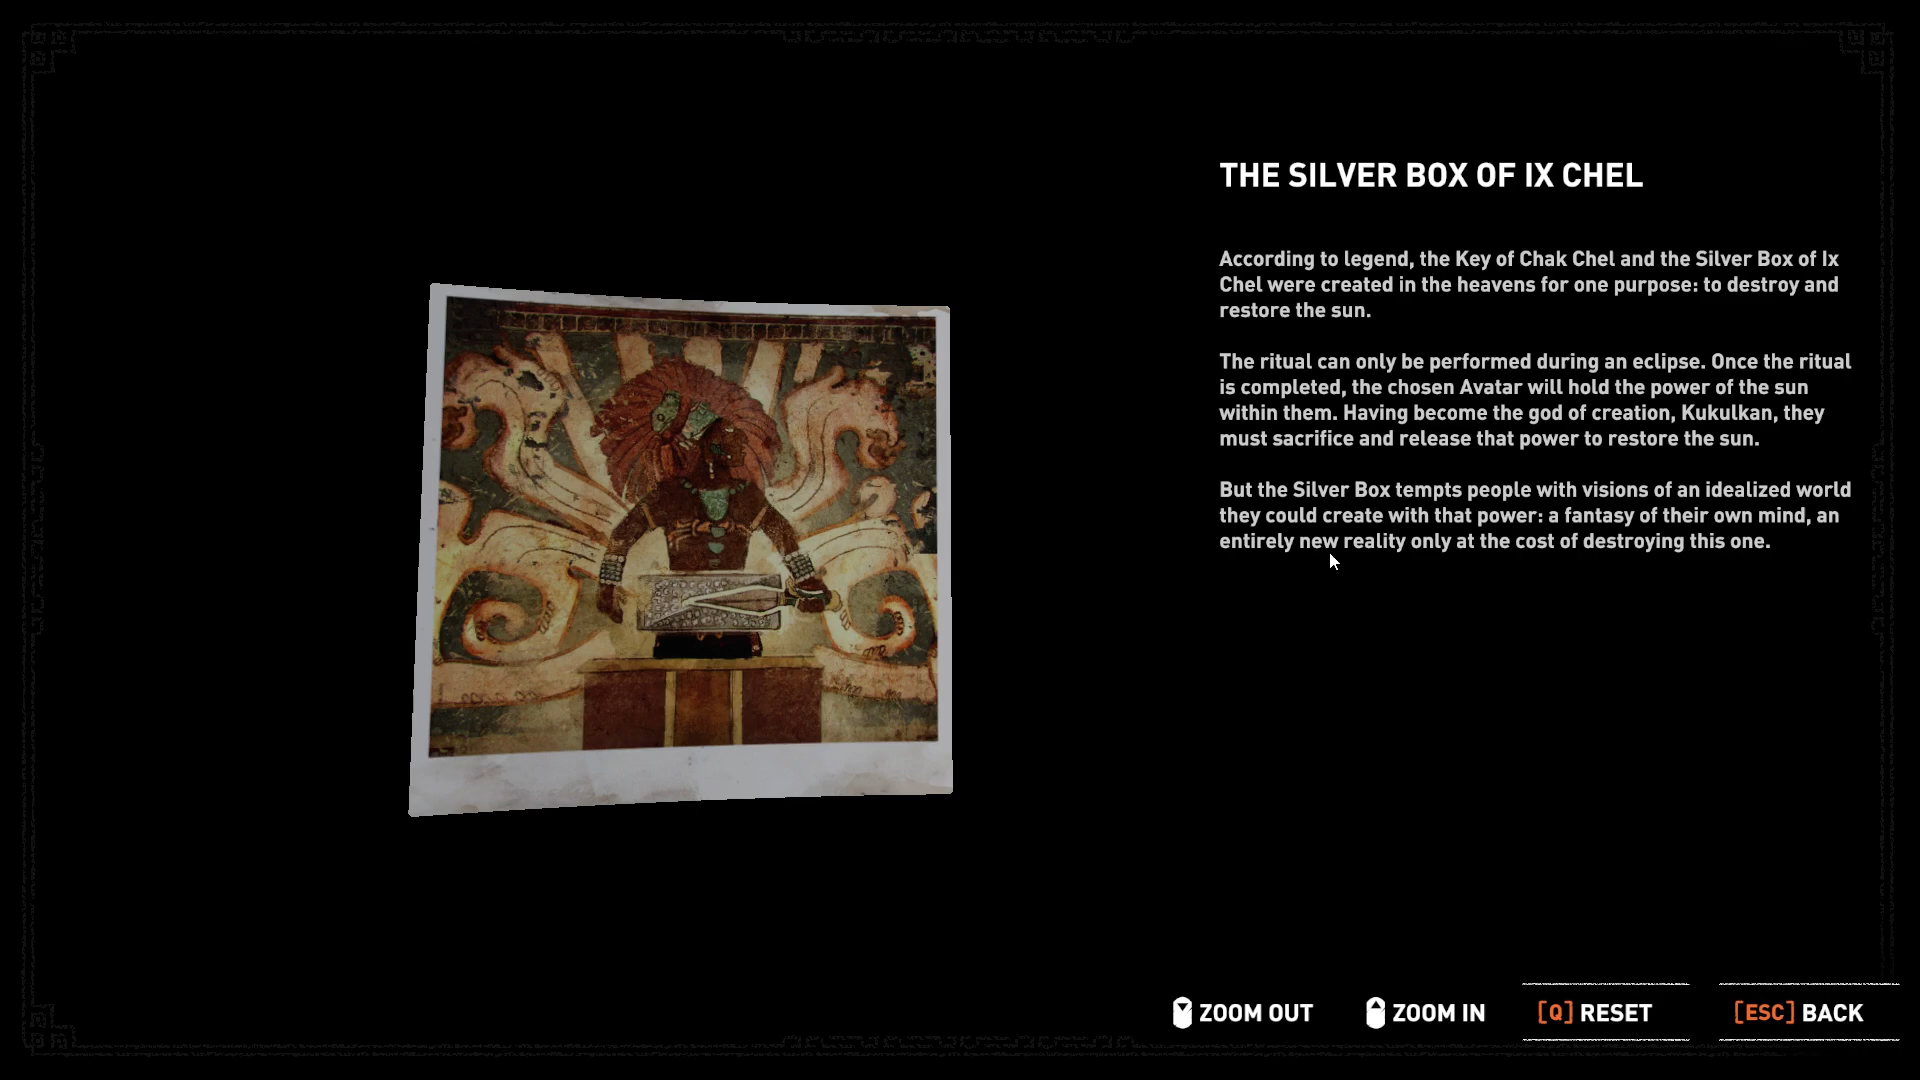 THE SILVER BOX OF IX CHEL
According to legend, the Key of Chak Chel and the Silver Box of Ix
Chel were created in the heavens for one purpose: to destroy and
restore the sun.
The ritual can only be performed during an eclipse. Once the ritual
is completed, the chosen Avatar will hold the power of the sun
within them. Having become the god of creation, Kukulkan, they
must sacrifice and release that power to restore the sun.
But the Silver Box tempts people with visions of an idealized world
they could create with that power: a fantasy of their own mind, an
entirely new reality only at the cost of destroying this one.
ZOOM OUT ZOOM IN [Q] RESET [ESC] BACK